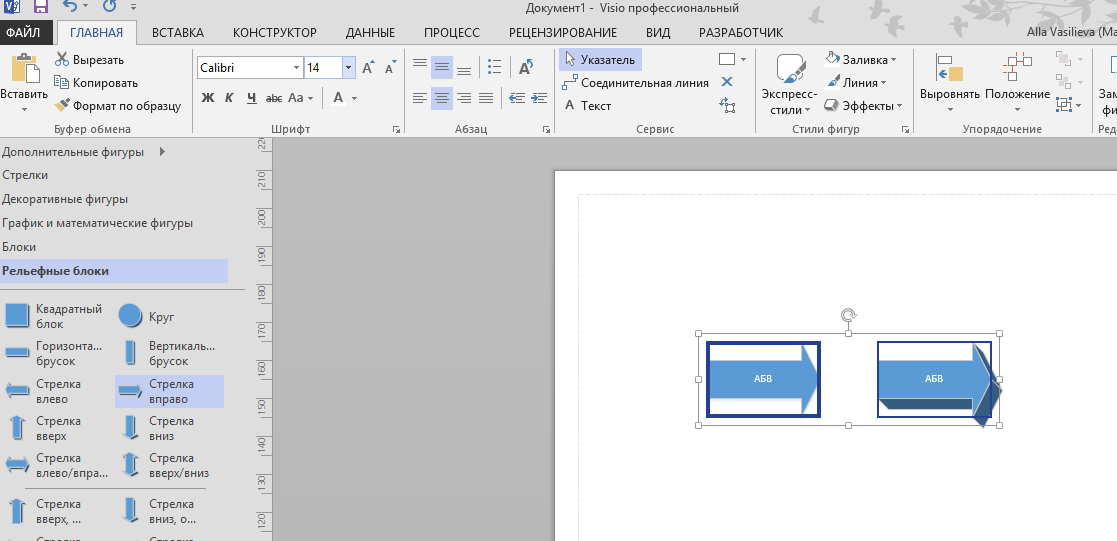 Документ1 - Visio профессиональный
ФАЙЛ ГЛАВНАЯ ВСТАВКА КОНСТРУКТОР ДАННЫЕ ПРОЦЕСС РЕЦЕНЗИРОВАНИЕ ВИД РАЗРАБОТЧИК Alla Vasilieva (Ma
Вставить
Вырезать
Копировать
Формат по образцу
Буфер обмена
Calibri 14
Ж К Ч abc Aa A
Шрифт
Абзац
Указатель
Соединительная линия
А Текст
Сервис
Экспресс-
стили
Заливка
Линия
Эффекты
Стили фигур
Выровнять
Положение
Упорядочение
Зам
фи
Реда
Дополнительные фигуры
Стрелки
Декоративные фигуры
График и математические фигуры
Блоки
Рельефные блоки
Квадратный
блок
Круг
Горизонта...
брусок
Вертикаль...
брусок
Стрелка
влево
Стрелка
вправо
Стрелка
вверх
Стрелка
вниз
Стрелка
влево/впра...
Стрелка
вверх/вниз
Стрелка
вверх, ...
Стрелка
вниз, о...
220
210
200
190
180
170
160
150
140
130
120
АБВ
АБВ